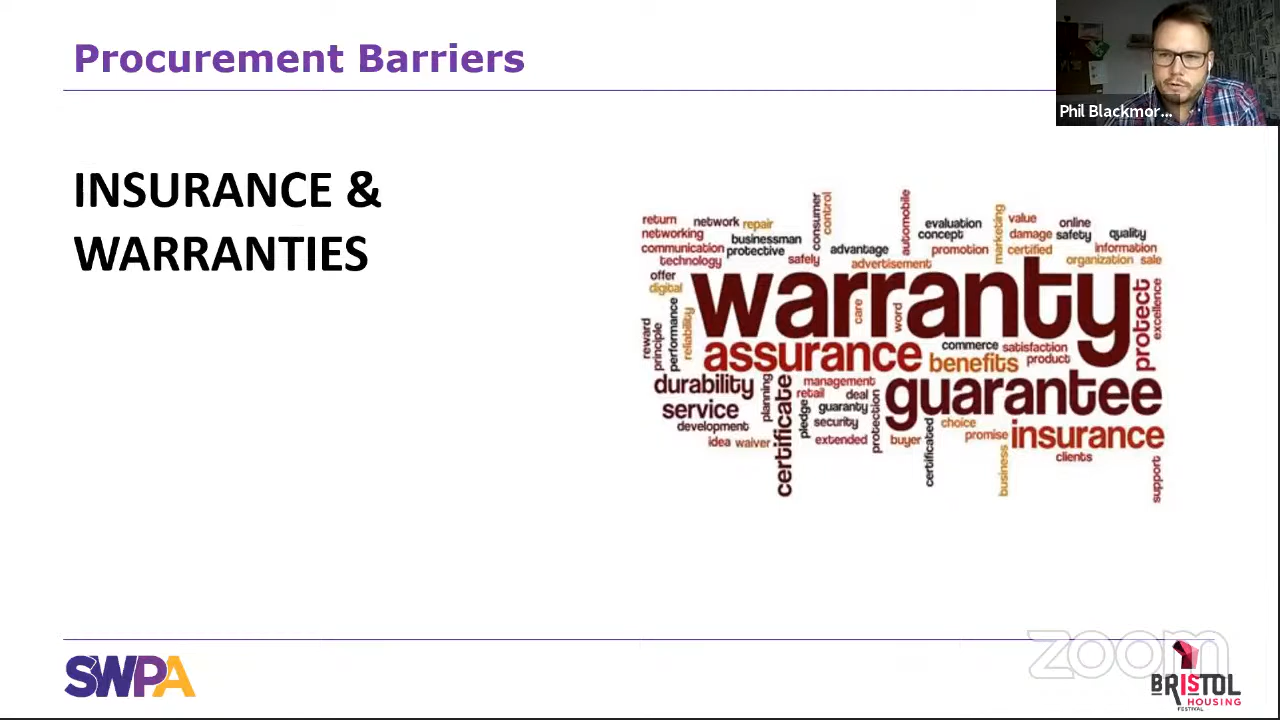 Procurement Barriers
Phil Blackmor...
INSURANCE &
WARRANTIES
return
network
repair
consumer
control
automobile
evaluation
marketing
value
online
networking
businessman
concept
damage
safety
quality
communication
protective
advantage
promotion
certified
information
technology
safely
advertisement
organization
sale
offer
digital
warranty
protect
excellence
reward
principle
performance
reliability
care
word
assurance
commerce
satisfaction
benefits
product
durability
planning
certificate
management
retail
deal
guarantee
service
pledge
guaranty
protection
development
security
choice
idea
waiver
extended
buyer
certified
promise
insurance
business
clients
support
zoom
SWPA
BRISTOL
HOUSING
FESTIVAL